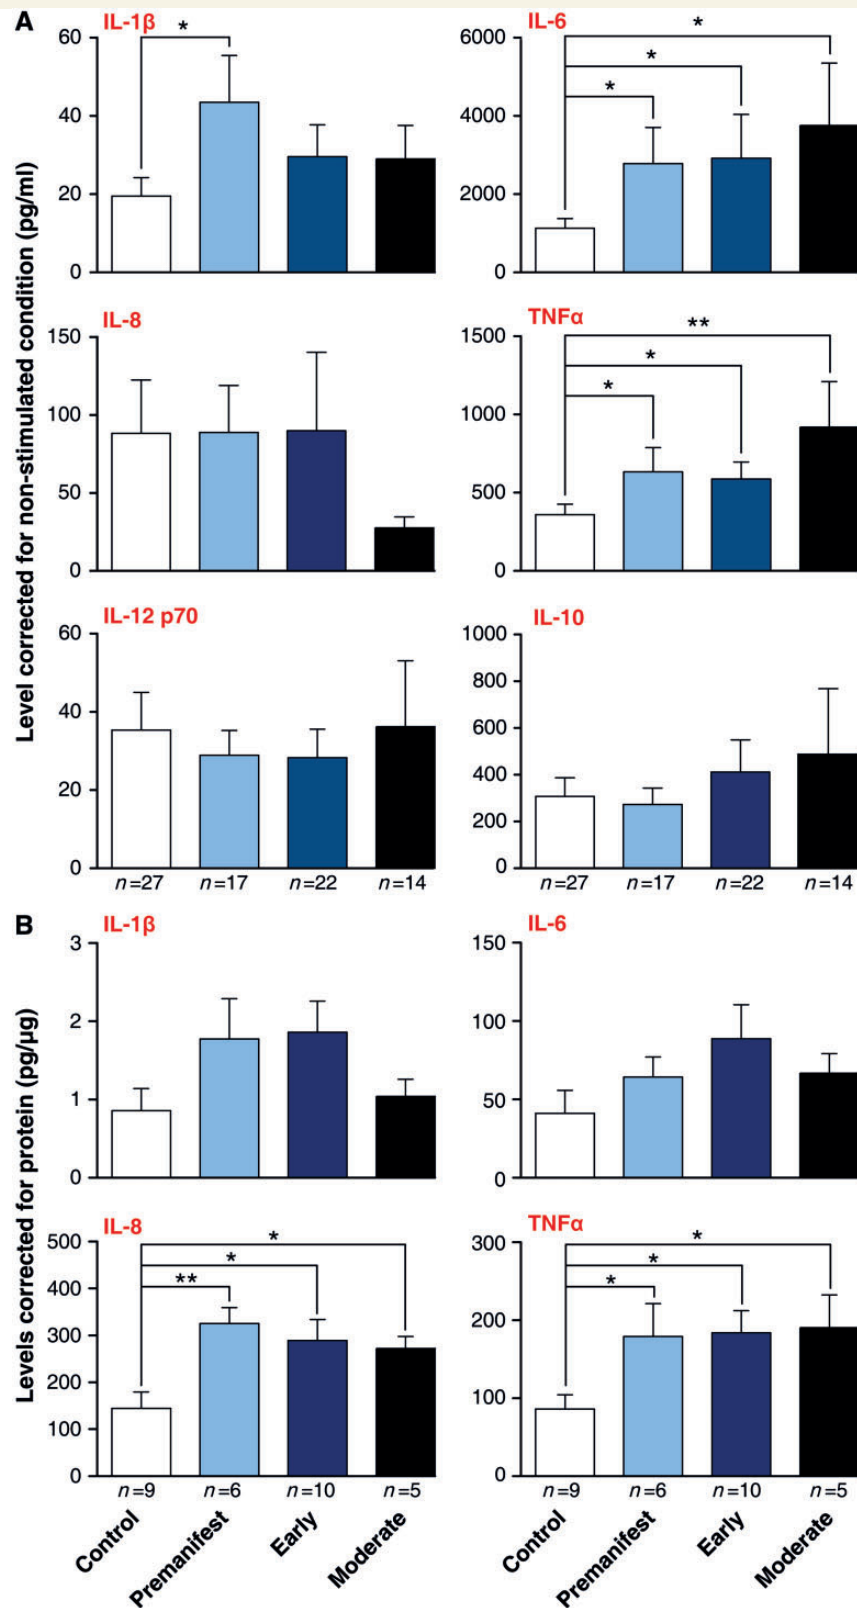 A
IL-1β
IL-6
Level corrected for non-stimulated condition (pg/ml)
60
40
20
0
*
6000
4000
2000
0
*
*
*
IL-8
TNFα
150
100
50
0
1500
1000
500
0
**
*
*
IL-12 p70
IL-10
60
40
20
0
1000
800
600
400
200
0
n=27 n=17 n=22 n=14
n=27 n=17 n=22 n=14
B
IL-1β
IL-6
Levels corrected for protein (pg/µg)
3
2
1
0
150
100
50
0
IL-8
TNFα
500
400
300
200
100
0
*
*
**
300
200
100
0
*
*
*
n=9 n=6 n=10 n=5
n=9 n=6 n=10 n=5
Control Premanifest Early Moderate
Control Premanifest Early Moderate